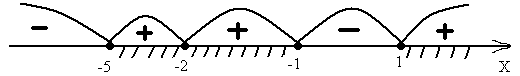 − + + − +
-5 -2 -1 1 X